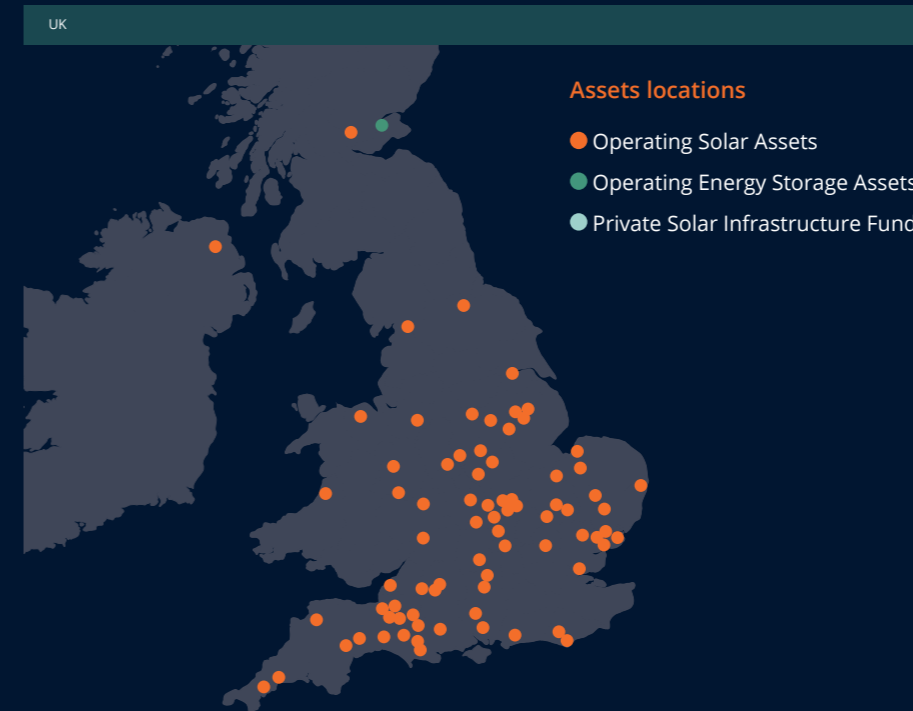 UK
Assets locations
Operating Solar Assets
Operating Energy Storage Assets
Private Solar Infrastructure Fund